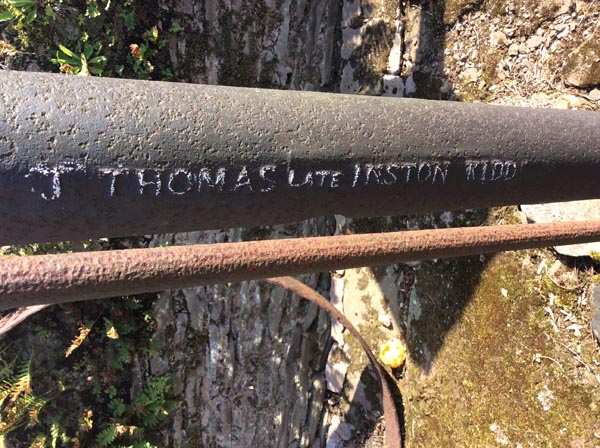 J THOMAS LATE INSTON KIDD